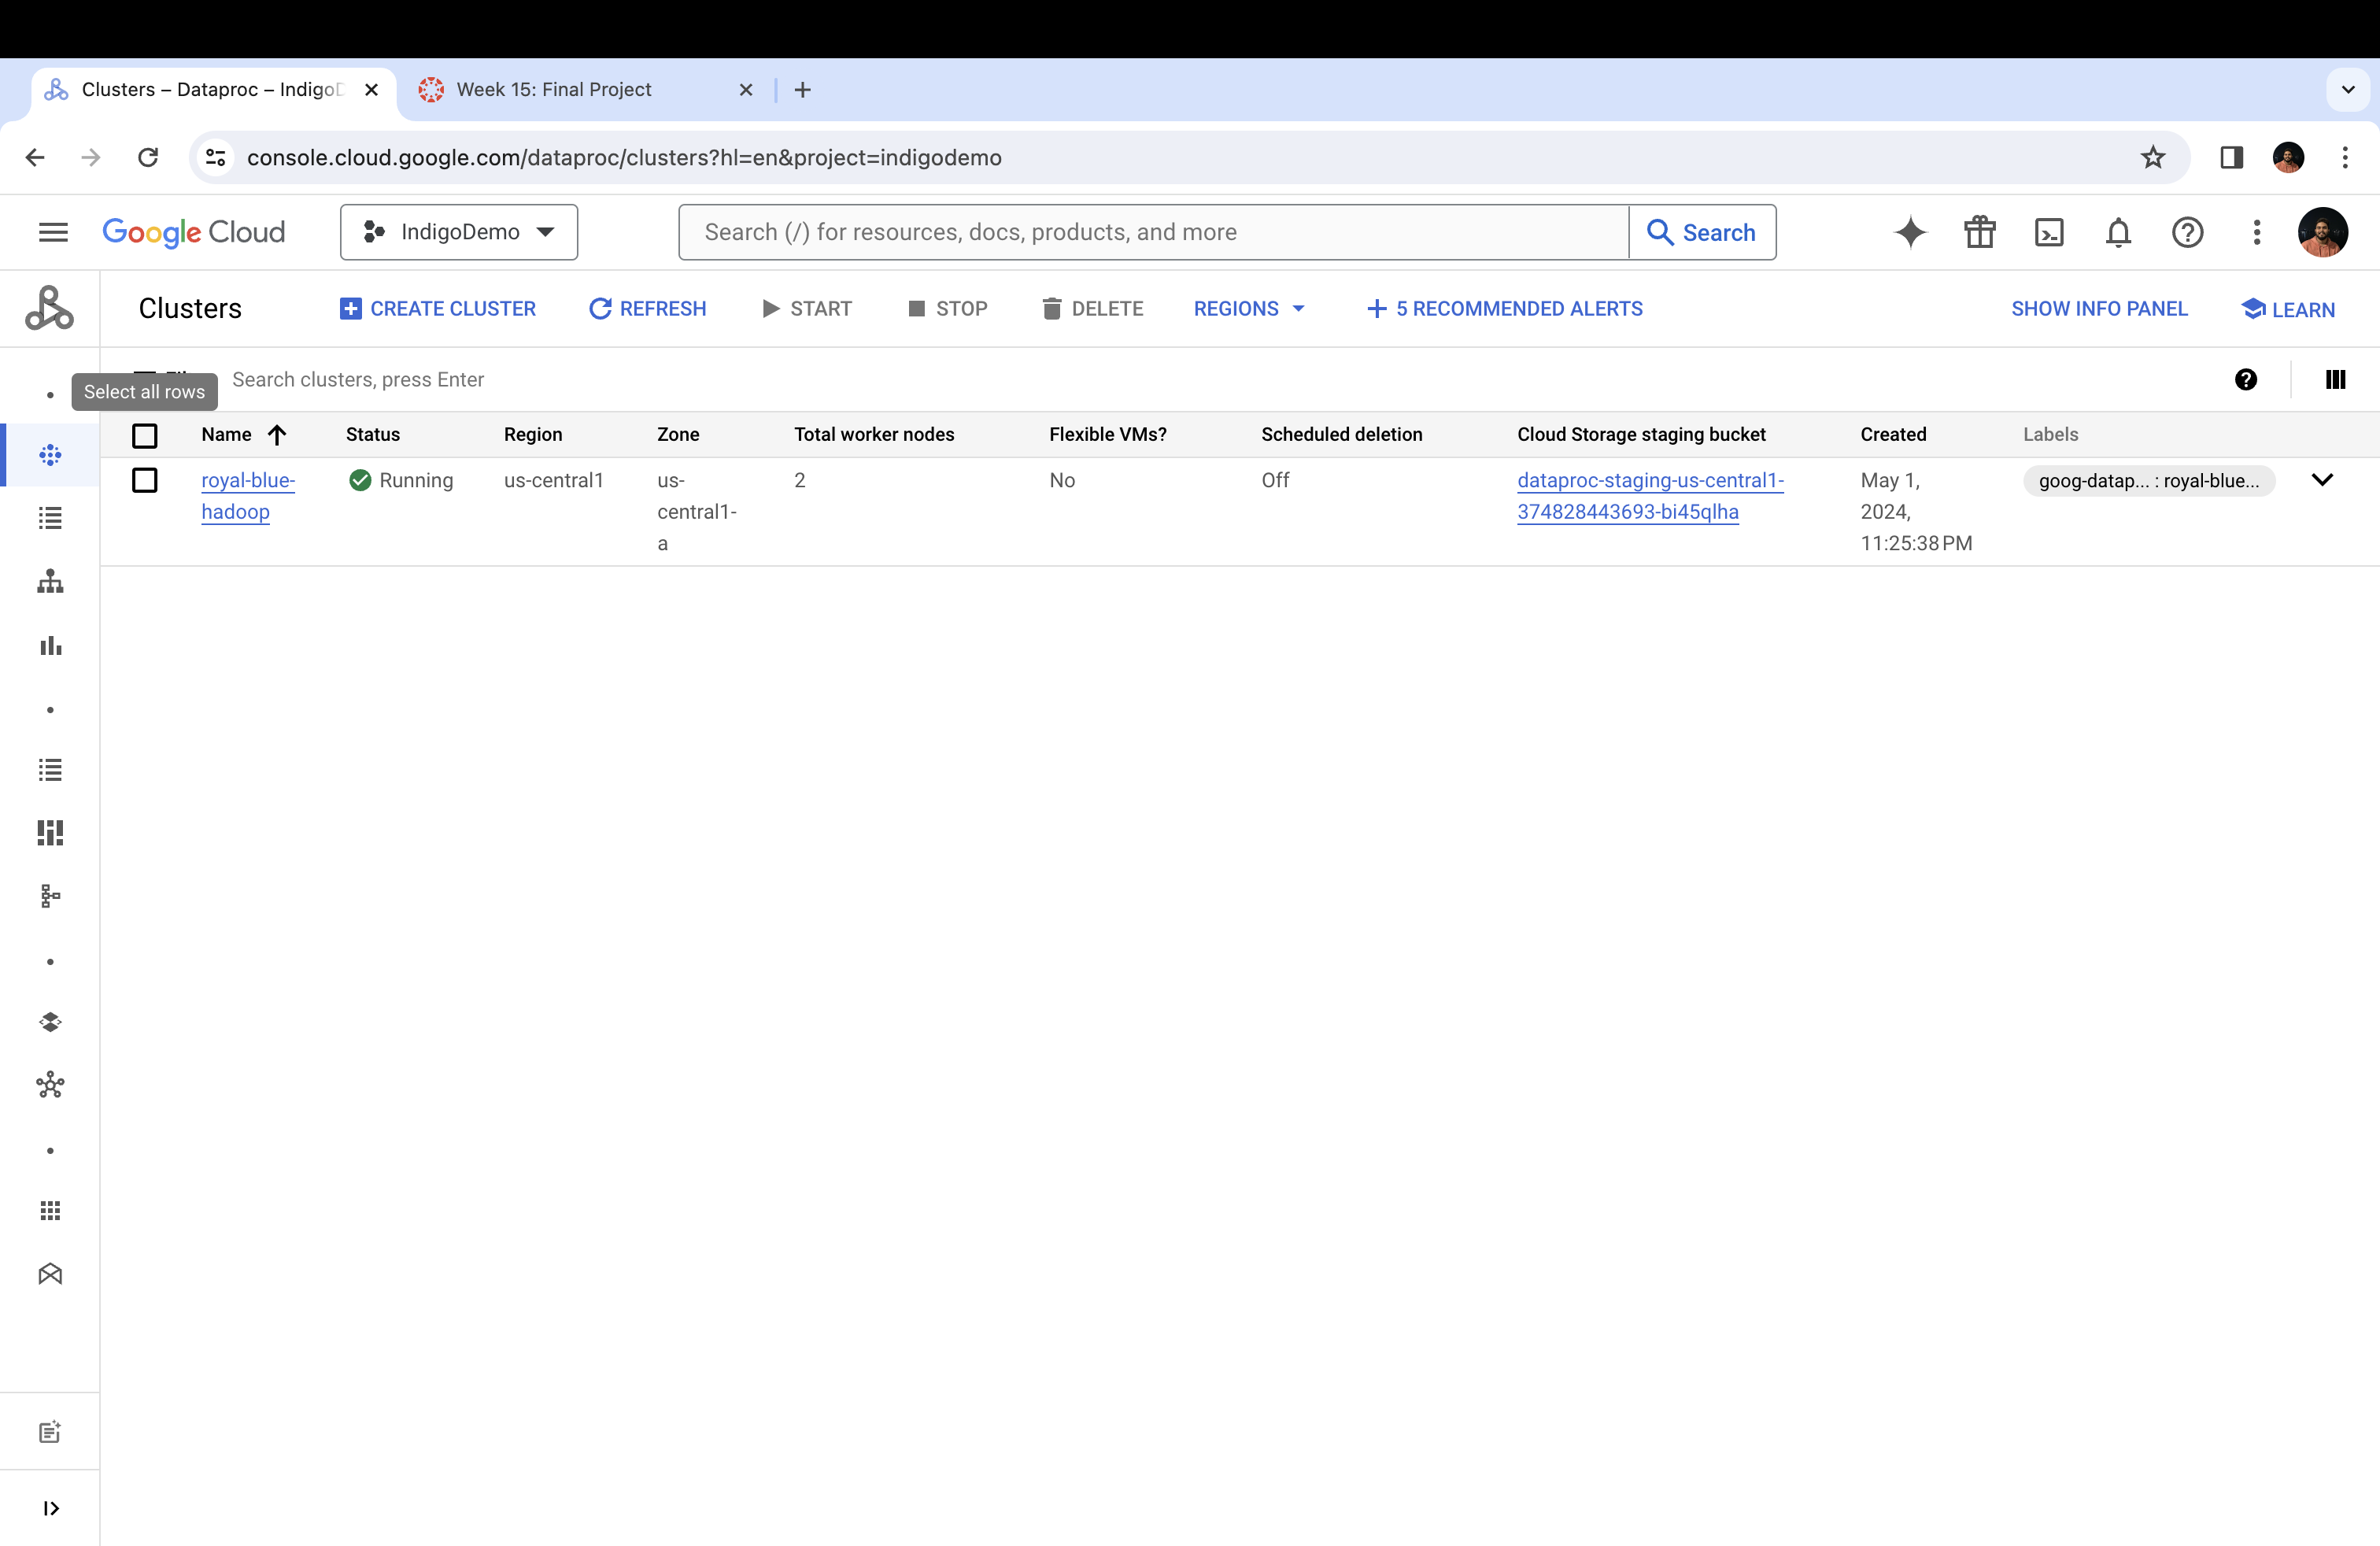 Clusters – Dataproc – Indigo
Week 15: Final Project
console.cloud.google.com/dataproc/clusters?hl=en&project=indigodemo
Google Cloud
IndigoDemo
Search (/) for resources, docs, products, and more
Search
Clusters
CREATE CLUSTER
REFRESH
START
STOP
DELETE
REGIONS
5 RECOMMENDED ALERTS
SHOW INFO PANEL
LEARN
Select all rows
Search clusters, press Enter
Name
Status
Region
Zone
Total worker nodes
Flexible VMs?
Scheduled deletion
Cloud Storage staging bucket
Created
Labels
royal-blue-
hadoop
Running
us-central1
us-
central1-
a
2
No
Off
dataproc-staging-us-central1-
374828443693-bi45qlha
May 1,
2024,
11:25:38 PM
goog-datap... : royal-blue...